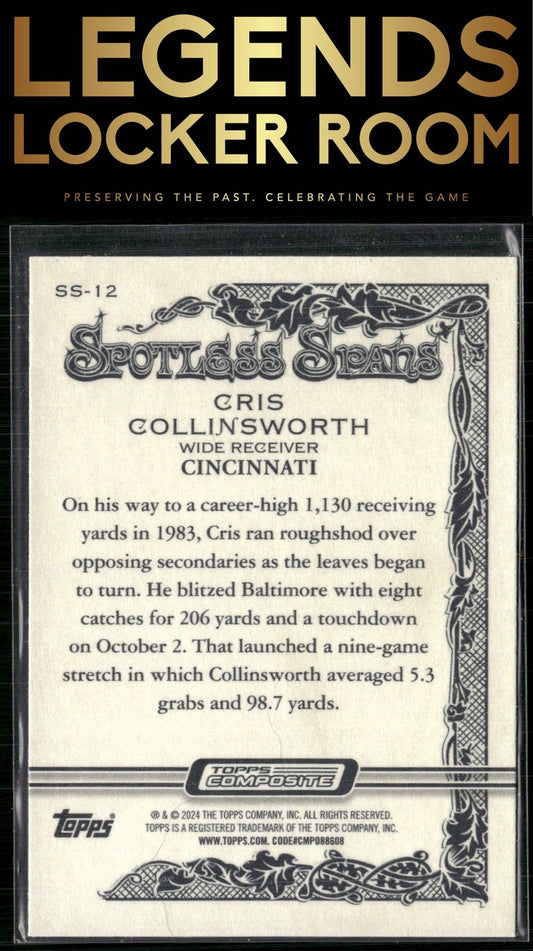 LEGENDS
LOCKER ROOM
PRESERVING THE PAST. CELEBRATING THE GAME
SS-12
SPOTLESS SPANS
CRIS
COLLINSWORTH
WIDE RECEIVER
CINCINNATI
On his way to a career-high 1,130 receiving
yards in 1983, Cris ran roughshod over
opposing secondaries as the leaves began
to turn. He blitzed Baltimore with eight
catches for 206 yards and a touchdown
on October 2. That launched a nine-game
stretch in which Collinsworth averaged 5.3
grabs and 98.7 yards.
TOPPS
COMPOSITE
topps
® & © 2024 THE TOPPS COMPANY, INC. ALL RIGHTS RESERVED.
TOPPS IS A REGISTERED TRADEMARK OF THE TOPPS COMPANY, INC.
WWW.TOPPS.COM. CODE#CMP088608